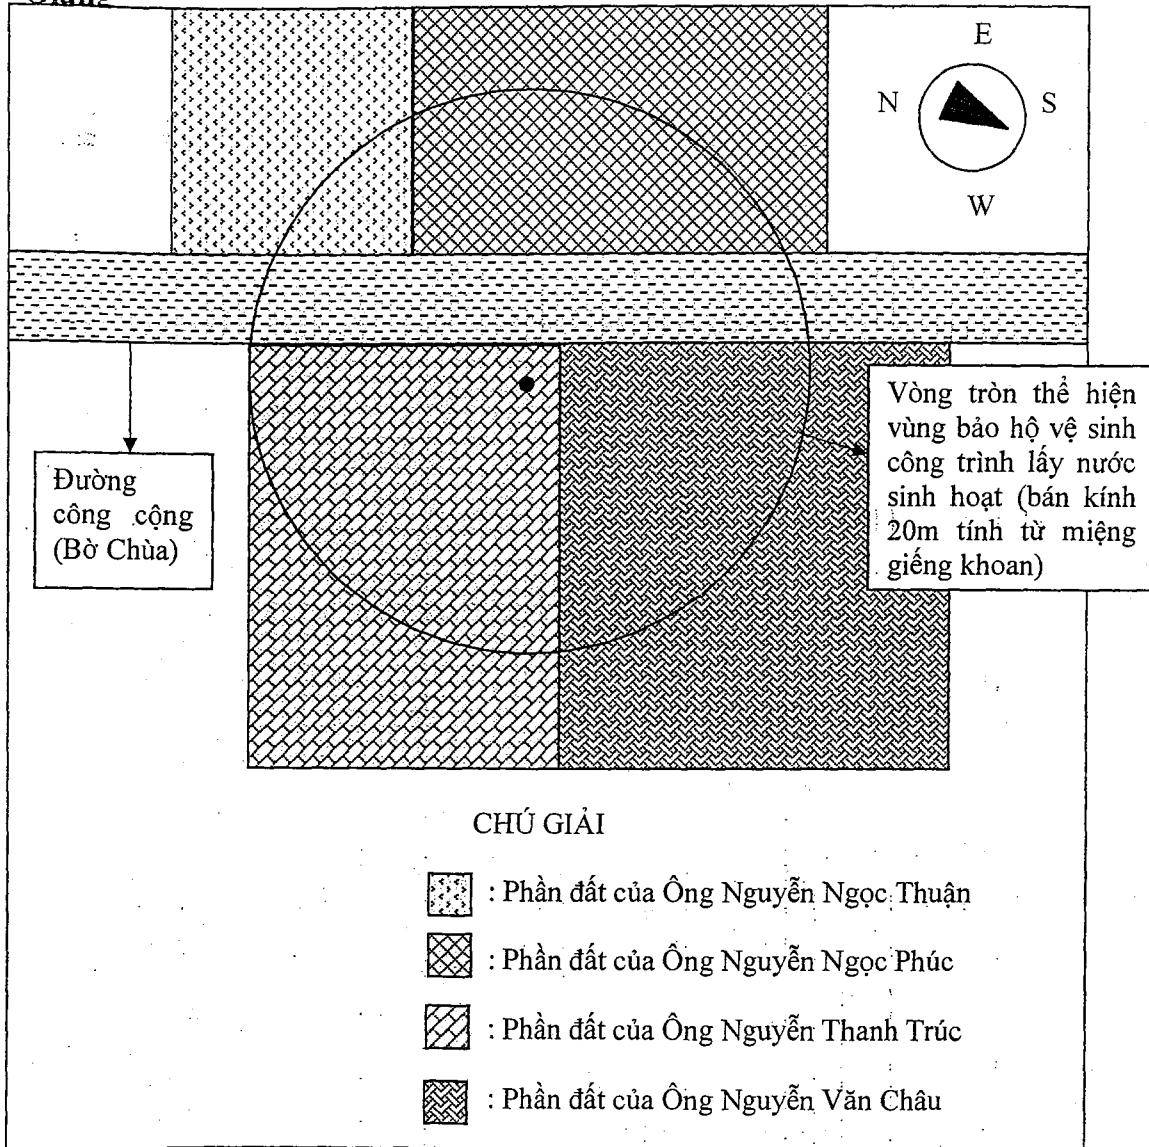 E
N S
W
Vòng tròn thể hiện
vùng bảo hộ vệ sinh
công trình lấy nước
sinh hoạt (bán kính
20m tính từ miệng
giếng khoan)
Đường
công cộng
(Bờ Chùa)
CHÚ GIẢI
: Phần đất của Ông Nguyễn Ngọc Thuận
: Phần đất của Ông Nguyễn Ngọc Phúc
: Phần đất của Ông Nguyễn Thanh Trúc
: Phần đất của Ông Nguyễn Văn Châu